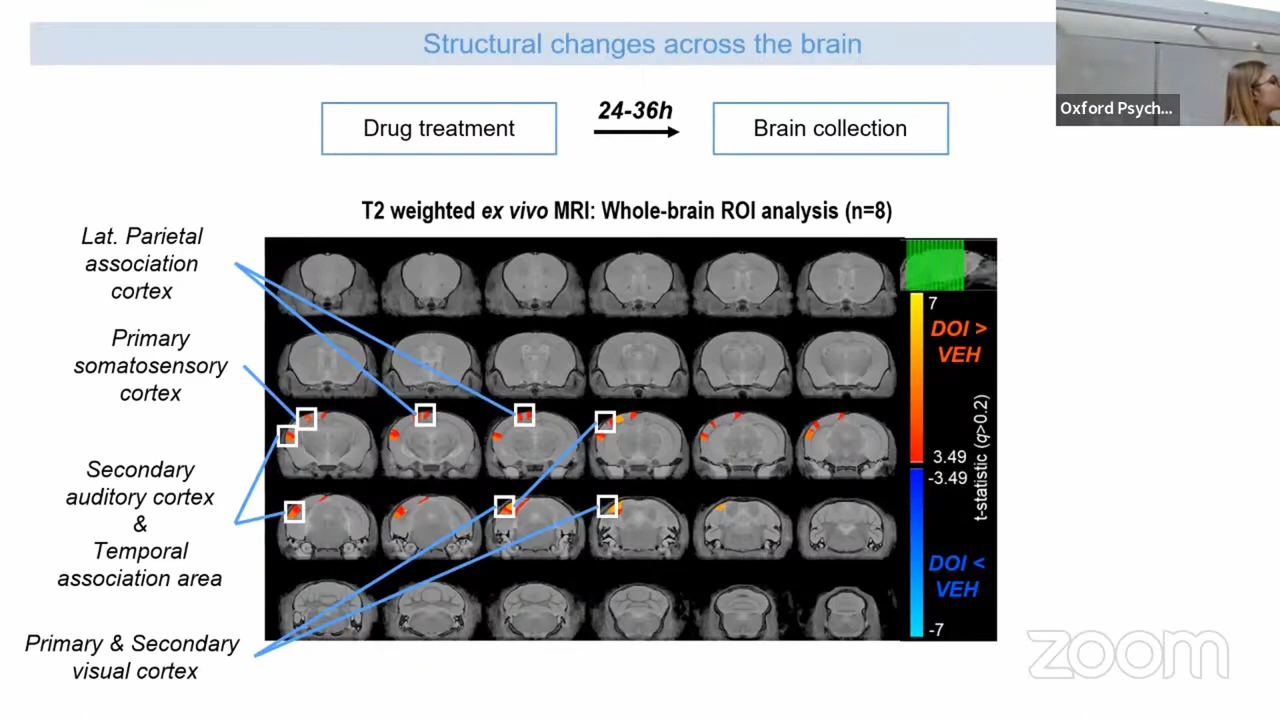 Structural changes across the brain
Oxford Psych...
Drug treatment
24-36h
Brain collection
T2 weighted ex vivo MRI: Whole-brain ROI analysis (n=8)
Lat. Parietal
association
cortex
Primary
somatosensory
cortex
Secondary
auditory cortex
&
Temporal
association area
Primary & Secondary
visual cortex
7
DOI >
VEH
3.49
-3.49
t-statistic (q>0.2)
DOI <
VEH
-7
zoom